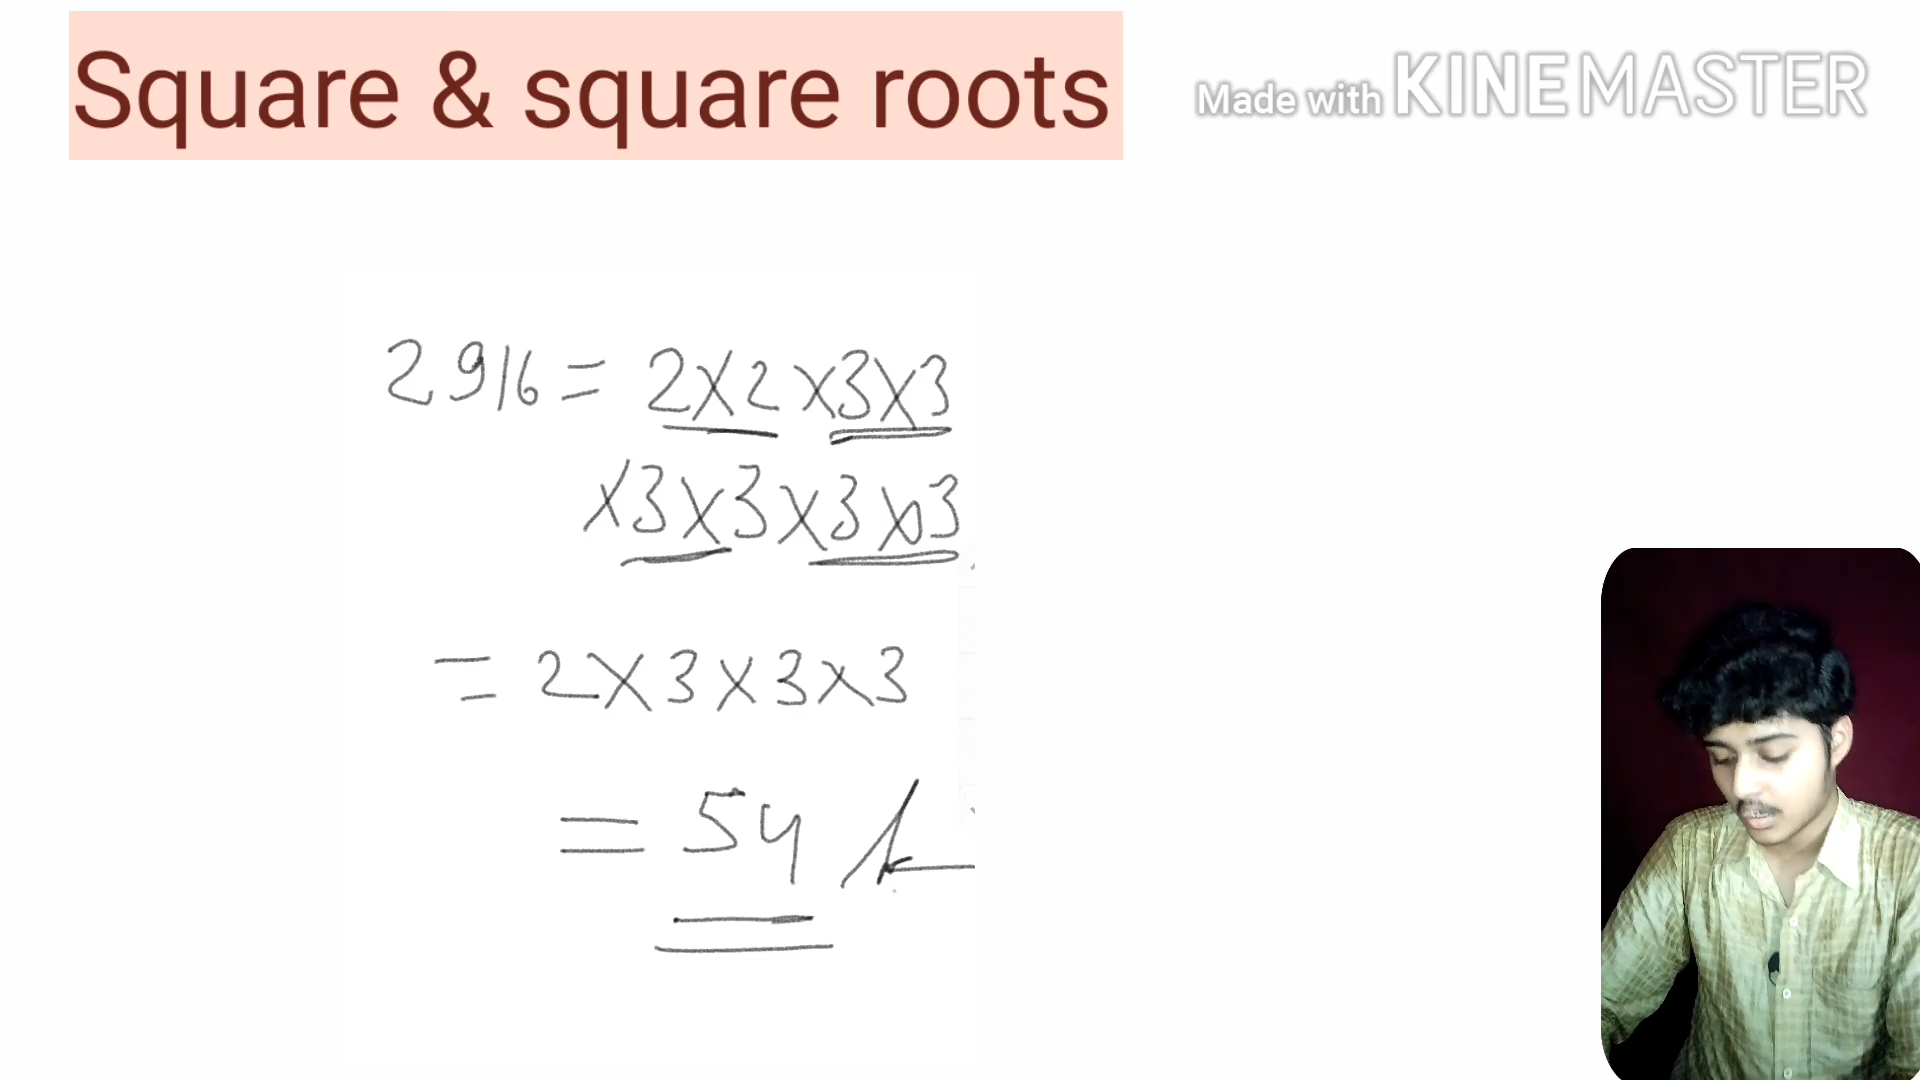 Square & square roots
Made with KINEMASTER
2916 = 2×2×3×3
×3×3×3×3
= 2×3×3×3
= 54